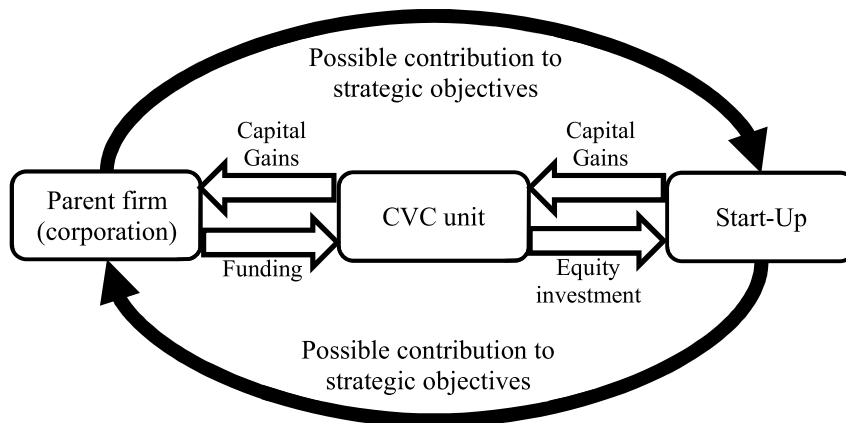 Possible contribution to
strategic objectives
Capital
Gains
Capital
Gains
Parent firm
(corporation)
CVC unit
Start-Up
Funding
Equity
investment
Possible contribution to
strategic objectives